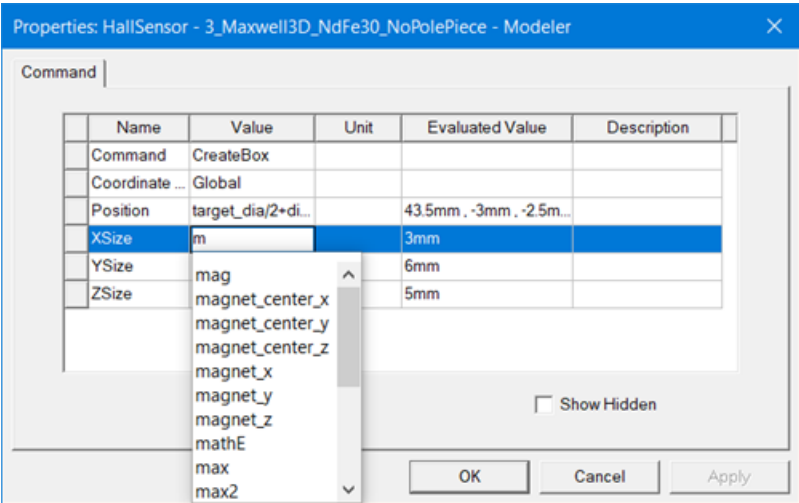 Properties: HallSensor - 3_Maxwell3D_NdFe30_NoPolePiece - Modeler
Command
Name Value Unit Evaluated Value Description
Command CreateBox
Coordinate ... Global
Position target_dia/2+di... 43.5mm , -3mm , -2.5m...
XSize m 3mm
YSize 6mm
ZSize 5mm
mag
magnet_center_x
magnet_center_y
magnet_center_z
magnet_x
magnet_y
magnet_z
mathE
max
max2
Show Hidden
OK Cancel Apply